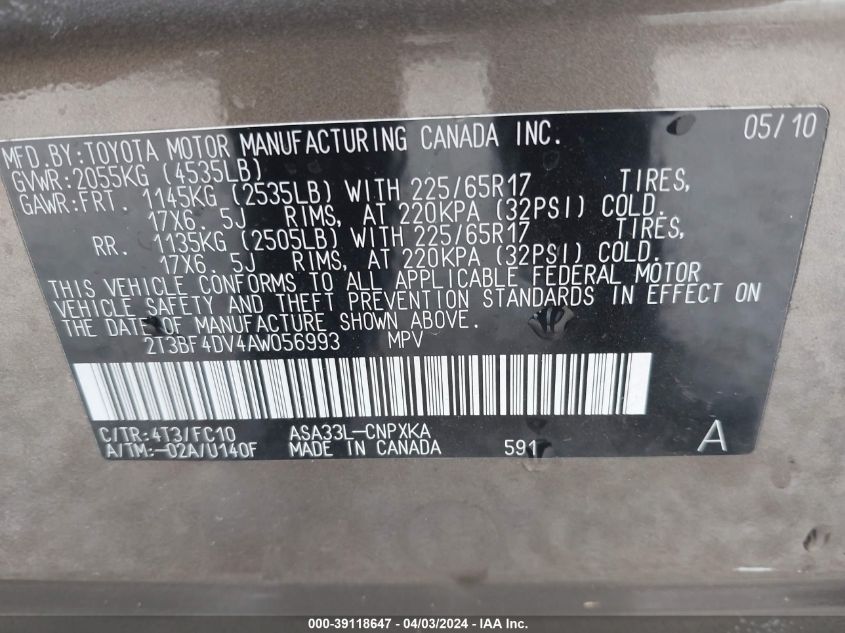 MFD. BY: TOYOTA MOTOR MANUFACTURING CANADA INC. 05/10
GVWR: 2055KG (4535LB)
GAWR: FRT. 1145KG (2535LB) WITH 225/65R17 TIRES,
17X6. 5J RIMS, AT 220KPA (32PSI) COLD.
RR. 1135KG (2505LB) WITH 225/65R17 TIRES,
17X6. 5J RIMS, AT 220KPA (32PSI) COLD.
THIS VEHICLE CONFORMS TO ALL APPLICABLE FEDERAL MOTOR
VEHICLE SAFETY AND THEFT PREVENTION STANDARDS IN EFFECT ON
THE DATE OF MANUFACTURE SHOWN ABOVE.
2T3BF4DV4AW056993 MPV
C/TR: 4T3/FC10 ASA33L-CNPXKA
A/TM: -02A/U140F MADE IN CANADA 591 A
000-39118647 - 04/03/2024 - IAA Inc.